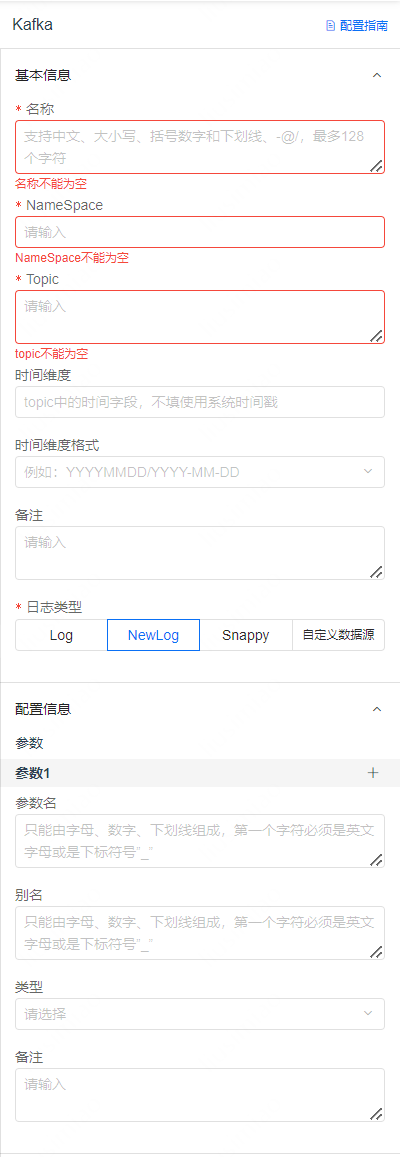 Kafka
配置指南
基本信息
* 名称
支持中文、大小写、括号数字和下划线、-@/，最多128
个字符
名称不能为空
* NameSpace
请输入
NameSpace不能为空
* Topic
请输入
topic不能为空
时间维度
topic中的时间字段，不填使用系统时间戳
时间维度格式
例如：YYYYMMDD/YYYY-MM-DD
备注
请输入
* 日志类型
Log NewLog Snappy 自定义数据源
配置信息
参数
参数1
参数名
只能由字母、数字、下划线组成，第一个字符必须是英文
字母或是下标符号"_"
别名
只能由字母、数字、下划线组成，第一个字符必须是英文
字母或是下标符号"_"
类型
请选择
备注
请输入